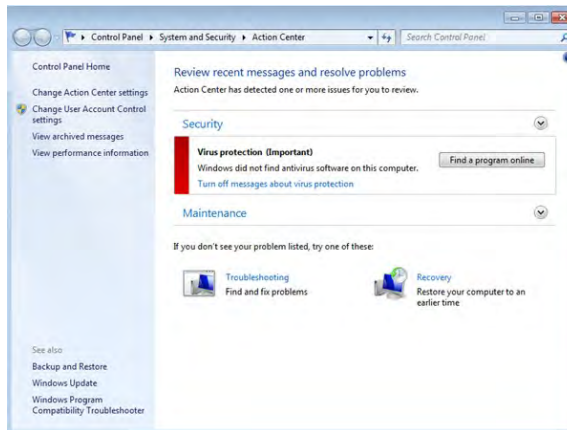 Control Panel ▸ System and Security ▸ Action Center
Search Control Panel
Control Panel Home
Change Action Center settings
Change User Account Control
settings
View archived messages
View performance information
Review recent messages and resolve problems
Action Center has detected one or more issues for you to review.
Security
Virus protection (Important)
Windows did not find antivirus software on this computer.
Find a program online
Turn off messages about virus protection
Maintenance
If you don't see your problem listed, try one of these:
Troubleshooting
Find and fix problems
Recovery
Restore your computer to an
earlier time
See also
Backup and Restore
Windows Update
Windows Program
Compatibility Troubleshooter